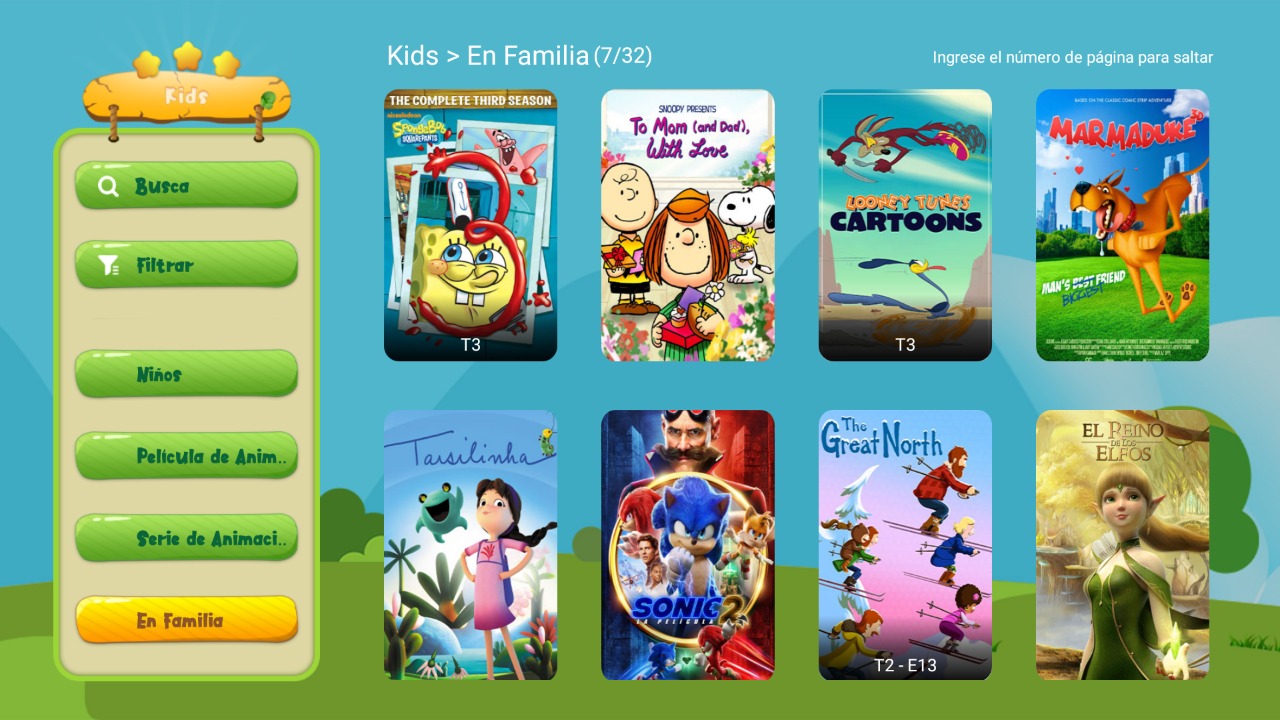 Kids
Busca
Filtrar
Niños
Película de Anim..
Serie de Animaci..
En Familia
Kids > En Familia (7/32)
Ingrese el número de página para saltar
THE COMPLETE THIRD SEASON
nickelodeon
SpongeBob
SQUAREPANTS
T3
SNOOPY PRESENTS
To Mom (and Dad),
With Love
LOONEY TUNES
CARTOONS
T3
BASED ON THE CLASSIC COMIC STRIP ADVENTURE
MARMADUKE
MAN'S BEST FRIEND
BIGGEST
Tarsilinha
SONIC 2
LA PELÍCULA
The
Great North
T2 - E13
EL REINO
DE LOS
ELFOS